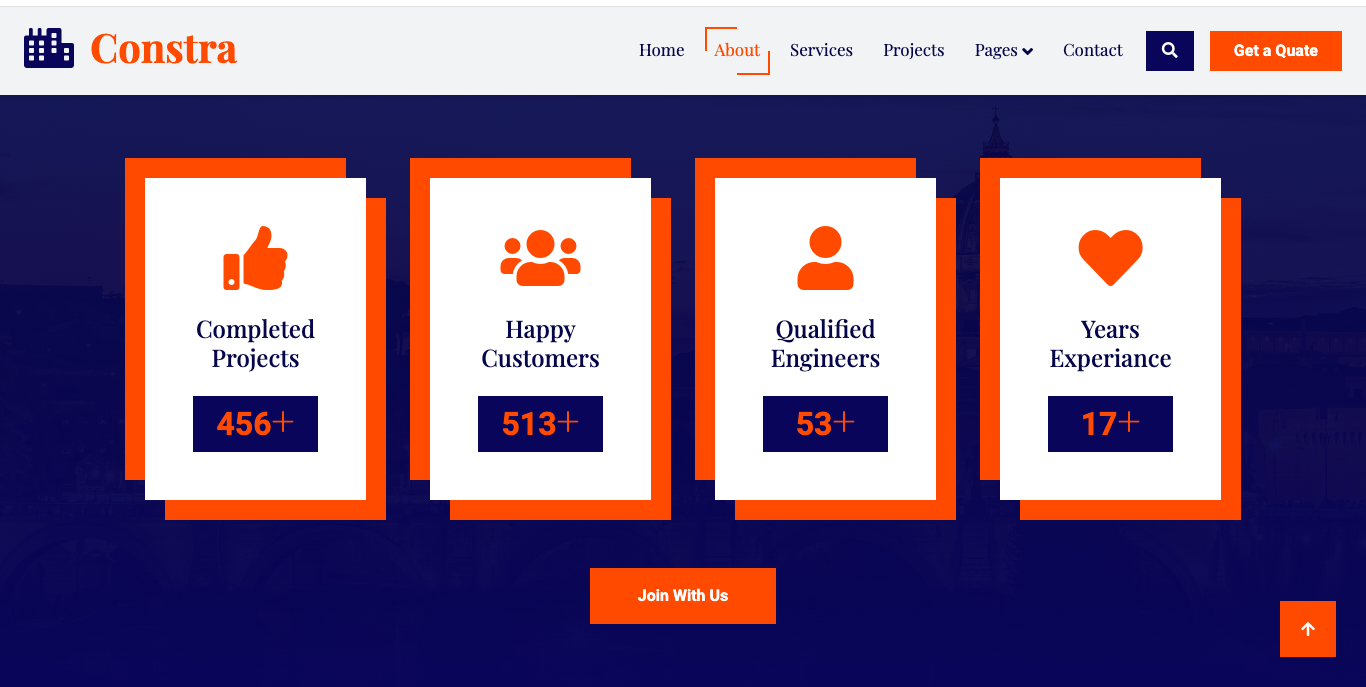 Constra
Home About Services Projects Pages Contact Get a Quate
Completed
Projects
456+
Happy
Customers
513+
Qualified
Engineers
53+
Years
Experiance
17+
Join With Us